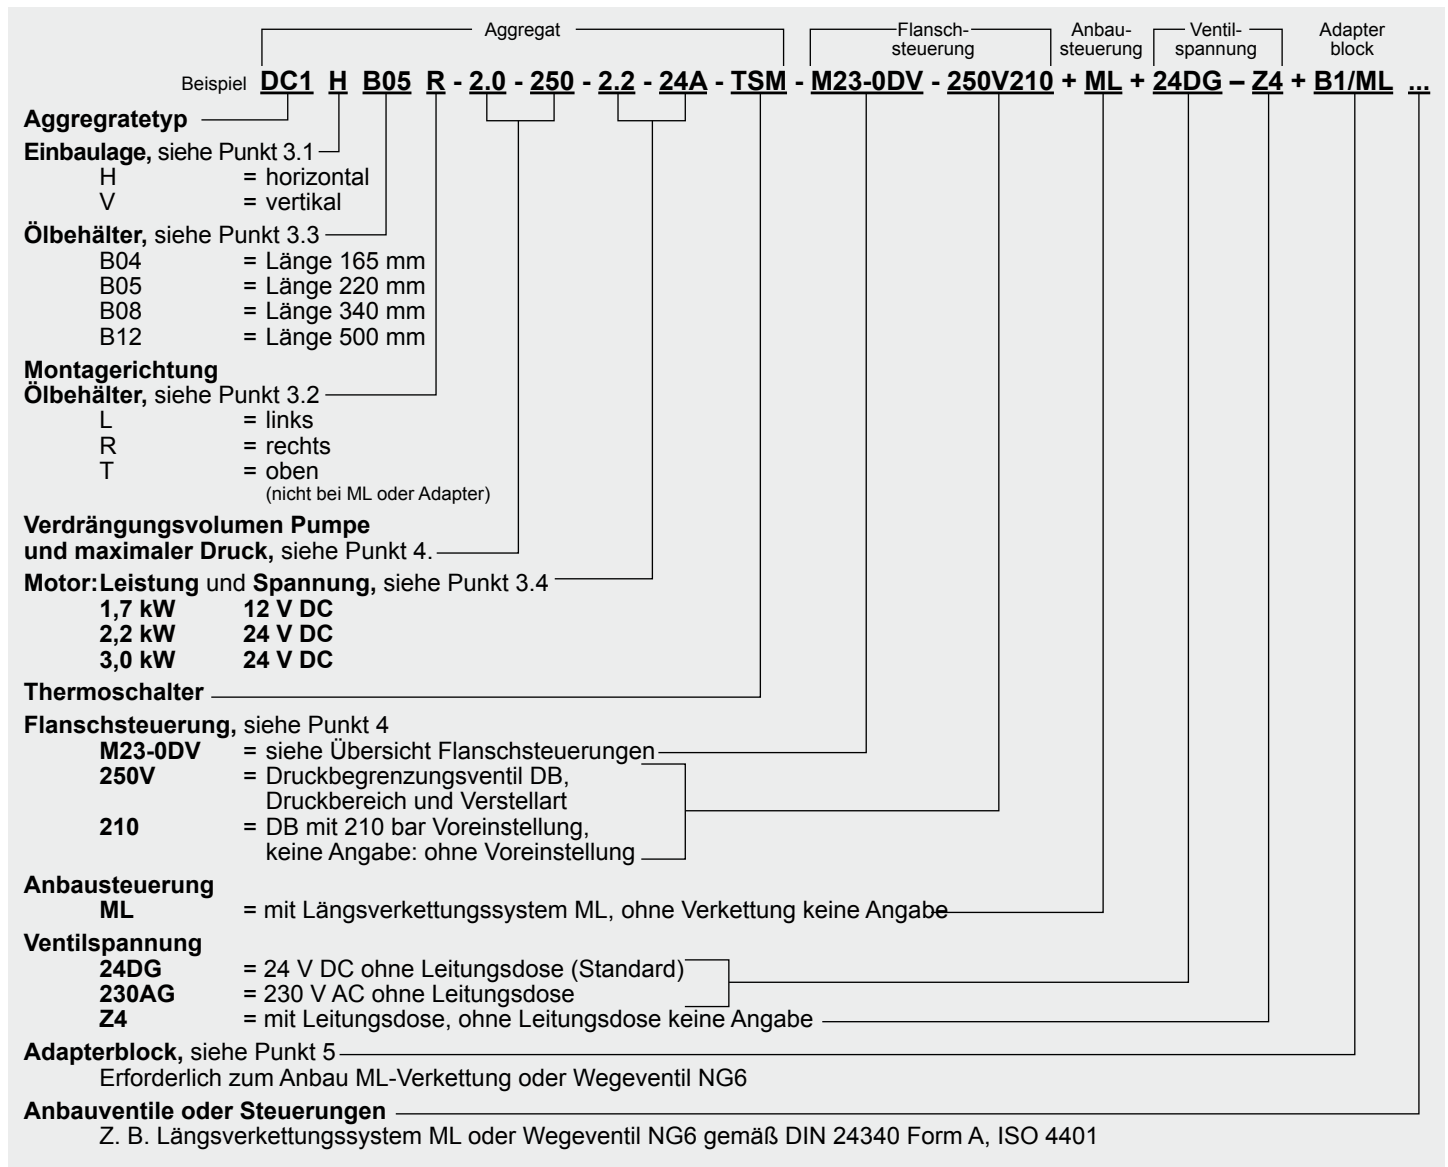 Aggregat Flansch- Anbau- Ventil- Adapter
steuerung steuerung spannung block
Beispiel DC1 H B05 R - 2.0 - 250 - 2.2 - 24A - TSM - M23-0DV - 250V210 + ML + 24DG – Z4 + B1/ML ...
Aggregratetyp
Einbaulage, siehe Punkt 3.1
H = horizontal
V = vertikal
Ölbehälter, siehe Punkt 3.3
B04 = Länge 165 mm
B05 = Länge 220 mm
B08 = Länge 340 mm
B12 = Länge 500 mm
Montagerichtung
Ölbehälter, siehe Punkt 3.2
L = links
R = rechts
T = oben
(nicht bei ML oder Adapter)
Verdrängungsvolumen Pumpe
und maximaler Druck, siehe Punkt 4.
Motor: Leistung und Spannung, siehe Punkt 3.4
1,7 kW 12 V DC
2,2 kW 24 V DC
3,0 kW 24 V DC
Thermoschalter
Flanschsteuerung, siehe Punkt 4
M23-0DV = siehe Übersicht Flanschsteuerungen
250V = Druckbegrenzungsventil DB,
Druckbereich und Verstellart
210 = DB mit 210 bar Voreinstellung,
keine Angabe: ohne Voreinstellung
Anbausteuerung
ML = mit Längsverkettungssystem ML, ohne Verkettung keine Angabe
Ventilspannung
24DG = 24 V DC ohne Leitungsdose (Standard)
230AG = 230 V AC ohne Leitungsdose
Z4 = mit Leitungsdose, ohne Leitungsdose keine Angabe
Adapterblock, siehe Punkt 5
Erforderlich zum Anbau ML-Verkettung oder Wegeventil NG6
Anbauventile oder Steuerungen
Z. B. Längsverkettungssystem ML oder Wegeventil NG6 gemäß DIN 24340 Form A, ISO 4401